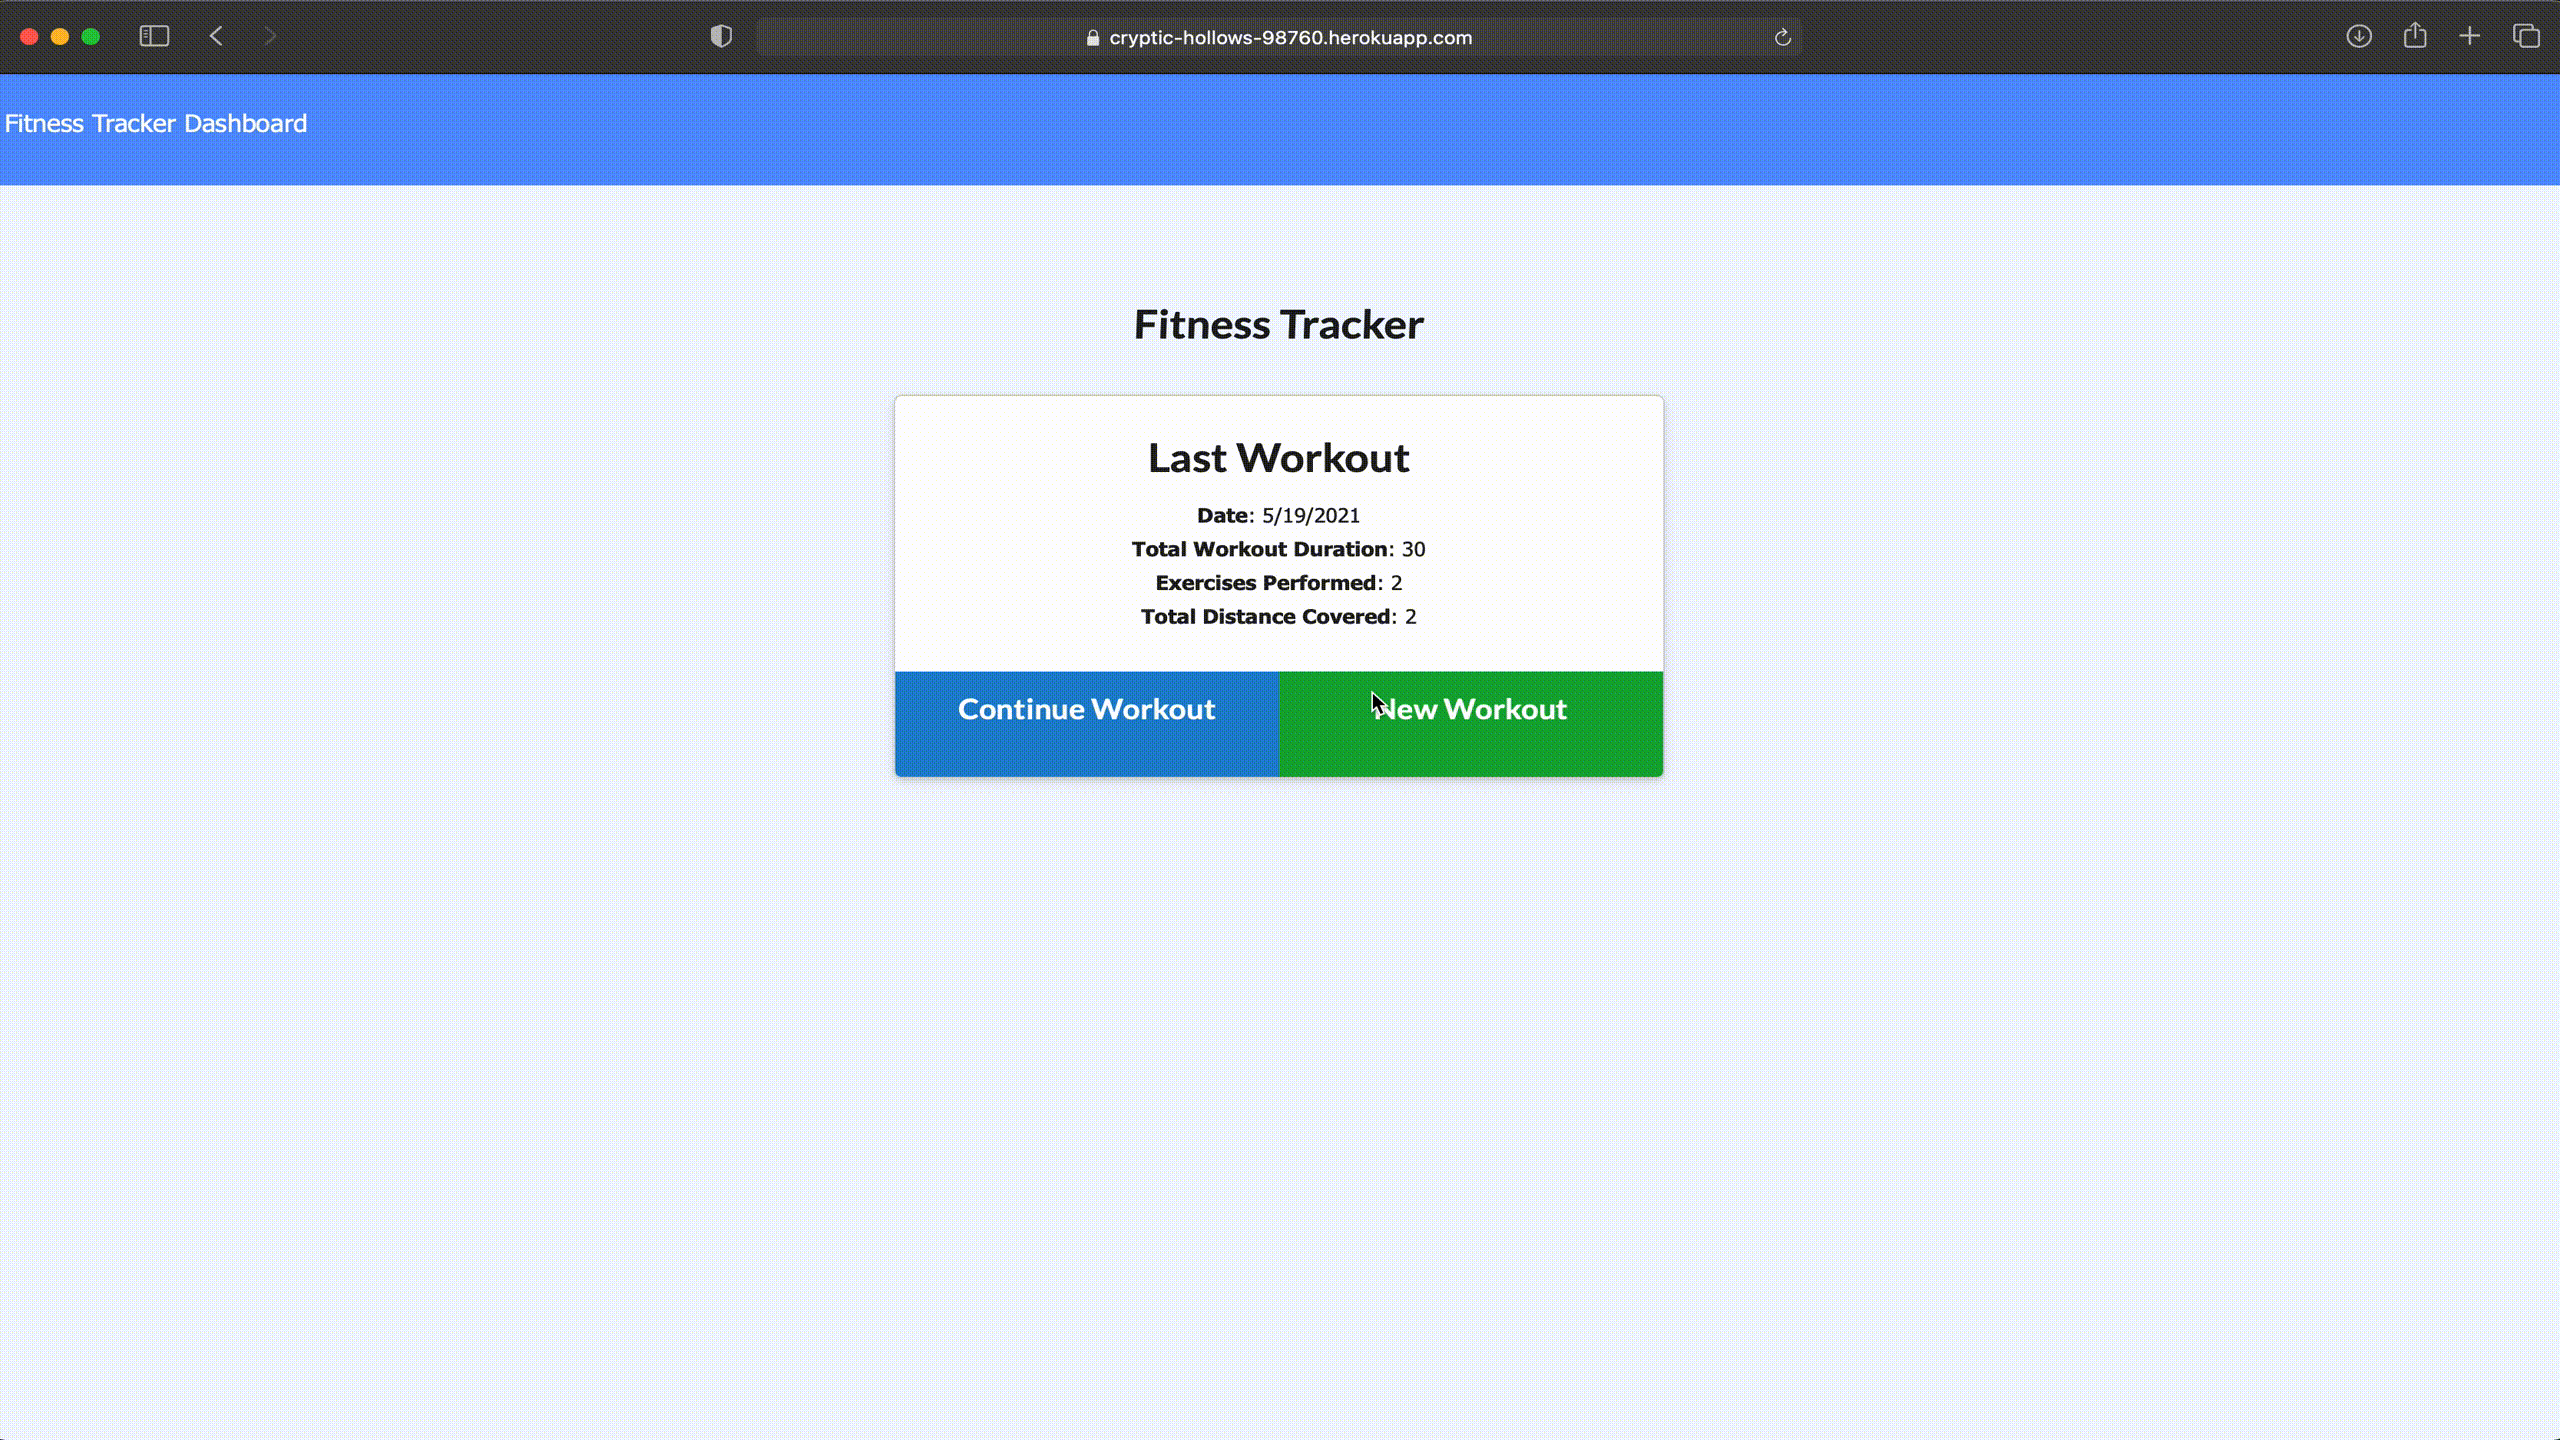 cryptic-hollows-98760.herokuapp.com
Fitness Tracker Dashboard
Fitness Tracker
Last Workout
Date: 5/19/2021
Total Workout Duration: 30
Exercises Performed: 2
Total Distance Covered: 2
Continue Workout
New Workout